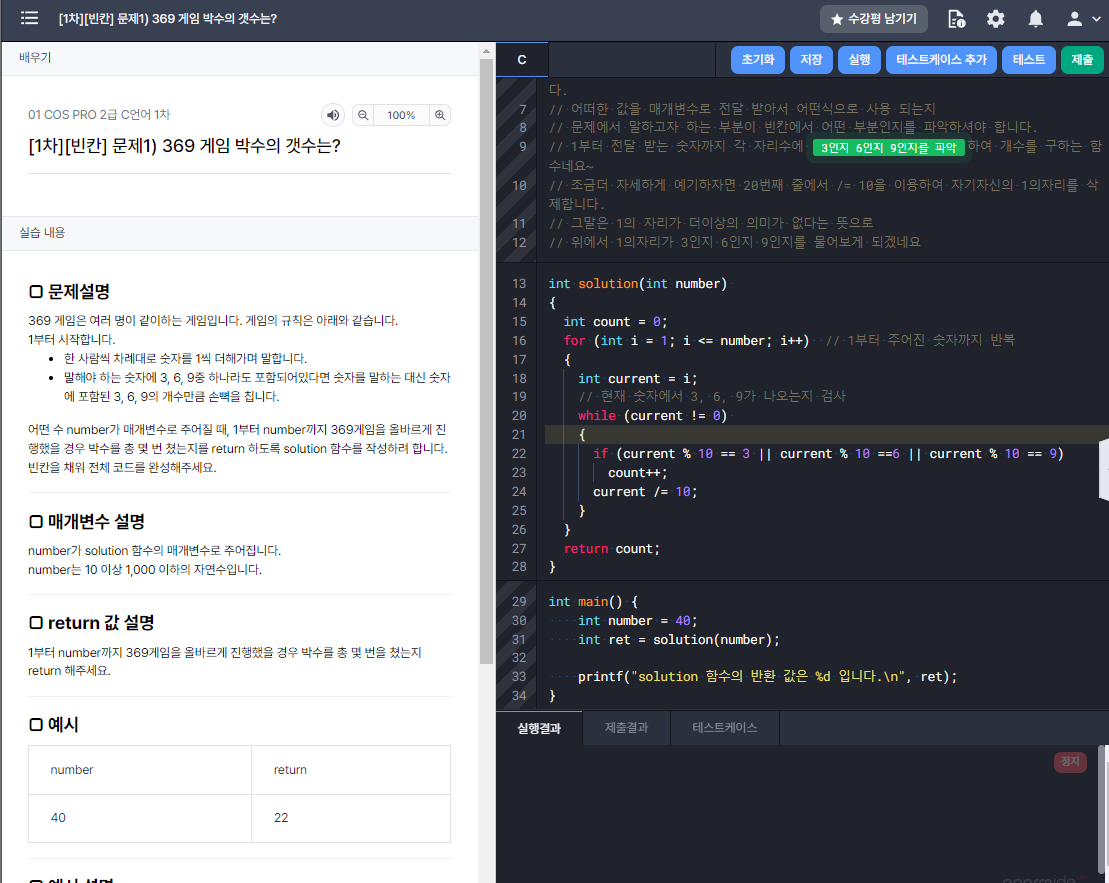 [1차][빈칸] 문제1) 369 게임 박수의 갯수는?
★ 수강평 남기기
배우기
01 COS PRO 2급 C언어 1차
100%
[1차][빈칸] 문제1) 369 게임 박수의 갯수는?
실습 내용
문제설명
369 게임은 여러 명이 같이하는 게임입니다. 게임의 규칙은 아래와 같습니다.
1부터 시작합니다.
• 한 사람씩 차례대로 숫자를 1씩 더해가며 말합니다.
• 말해야 하는 숫자에 3, 6, 9중 하나라도 포함되어있다면 숫자를 말하는 대신 숫자
에 포함된 3, 6, 9의 개수만큼 손뼉을 칩니다.
어떤 수 number가 매개변수로 주어질 때, 1부터 number까지 369게임을 올바르게 진
행했을 경우 박수를 총 몇 번 쳤는지를 return 하도록 solution 함수를 작성하려 합니다.
빈칸을 채워 전체 코드를 완성해주세요.
매개변수 설명
number가 solution 함수의 매개변수로 주어집니다.
number는 10 이상 1,000 이하의 자연수입니다.
return 값 설명
1부터 number까지 369게임을 올바르게 진행했을 경우 박수를 총 몇 번을 쳤는지
return 해주세요.
예시
number return
40 22
C
초기화 저장 실행 테스트케이스 추가 테스트 제출
다.
7 // 어떠한 값을 매개변수로 전달 받아서 어떤식으로 사용 되는지
8 // 문제에서 말하고자 하는 부분이 빈칸에서 어떤 부분인지를 파악하셔야 합니다.
9 // 1부터 전달 받는 숫자까지 각 자리수에 3인지 6인지 9인지를 파악 하여 개수를 구하는 함
수네요~
10 // 조금더 자세하게 예기하자면 20번째 줄에서 /= 10을 이용하여 자기자신의 1의자리를 삭
제합니다.
11 // 그말은 1의 자리가 더이상의 의미가 없다는 뜻으로
12 // 위에서 1의자리가 3인지 6인지 9인지를 물어보게 되겠네요
13 int solution(int number)
14 {
15 int count = 0;
16 for (int i = 1; i <= number; i++) // 1부터 주어진 숫자까지 반복
17 {
18 int current = i;
19 // 현재 숫자에서 3, 6, 9가 나오는지 검사
20 while (current != 0)
21 {
22 if (current % 10 == 3 || current % 10 ==6 || current % 10 == 9)
23 count++;
24 current /= 10;
25 }
26 }
27 return count;
28 }
29 int main() {
30 int number = 40;
31 int ret = solution(number);
32
33 printf("solution 함수의 반환 값은 %d 입니다.\n", ret);
34 }
실행결과 제출결과 테스트케이스
정지